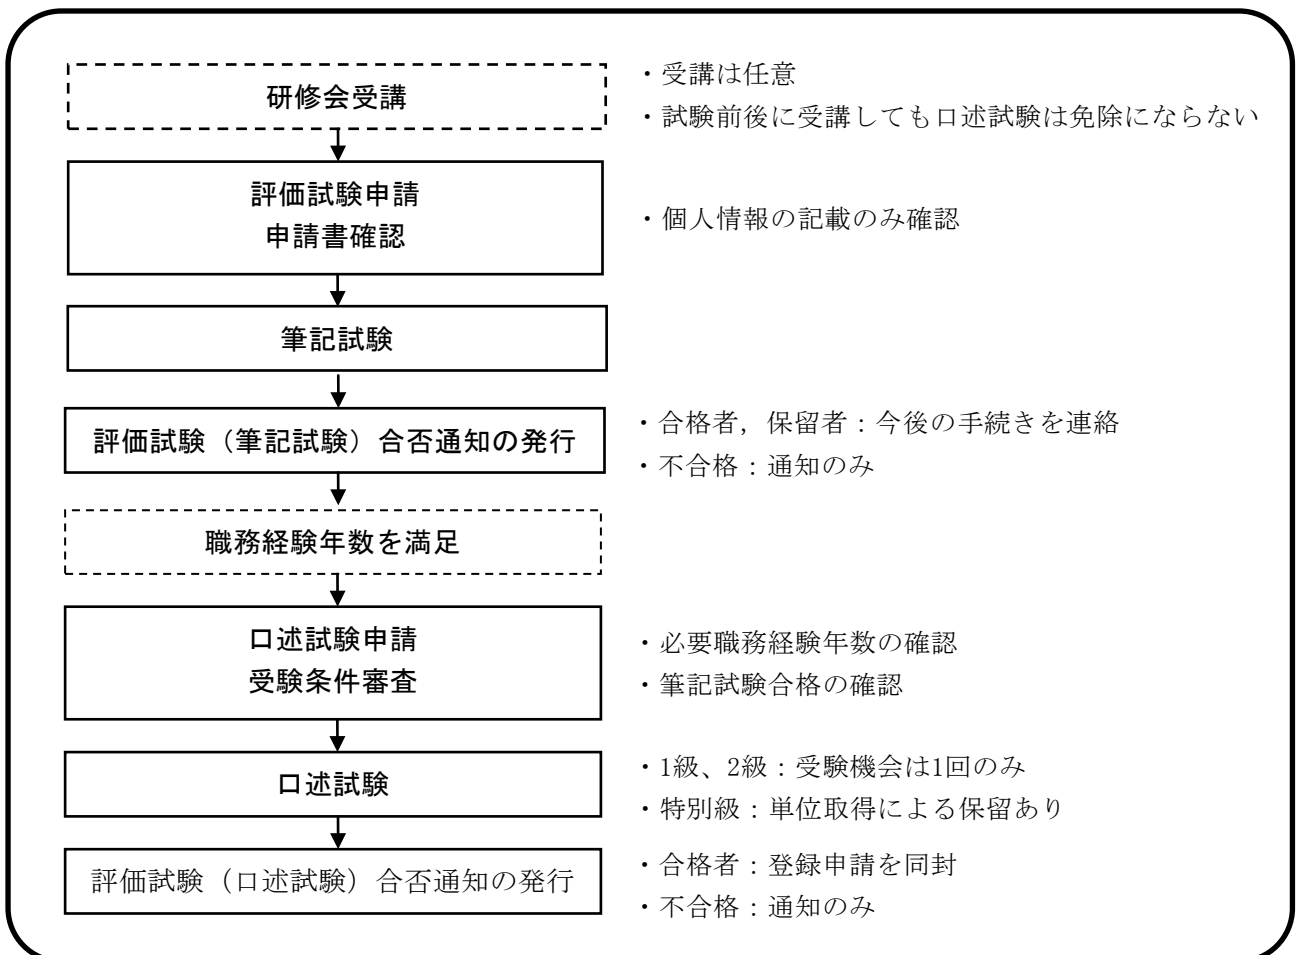 研修会受講
・受講は任意
・試験前後に受講しても口述試験は免除にならない
評価試験申請
申請書確認
・個人情報の記載のみ確認
筆記試験
評価試験（筆記試験）合否通知の発行
・合格者，保留者：今後の手続きを連絡
・不合格：通知のみ
職務経験年数を満足
口述試験申請
受験条件審査
・必要職務経験年数の確認
・筆記試験合格の確認
口述試験
・1級、2級：受験機会は1回のみ
・特別級：単位取得による保留あり
評価試験（口述試験）合否通知の発行
・合格者：登録申請を同封
・不合格：通知のみ